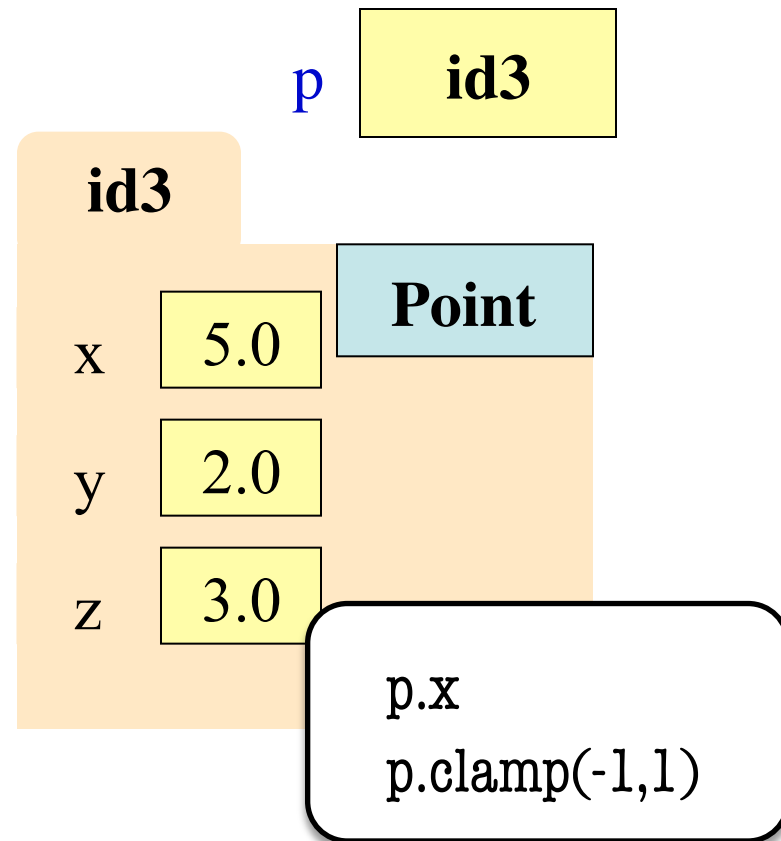 p id3
id3
Point
x 5.0
y 2.0
z 3.0
p.x
p.clamp(-1,1)